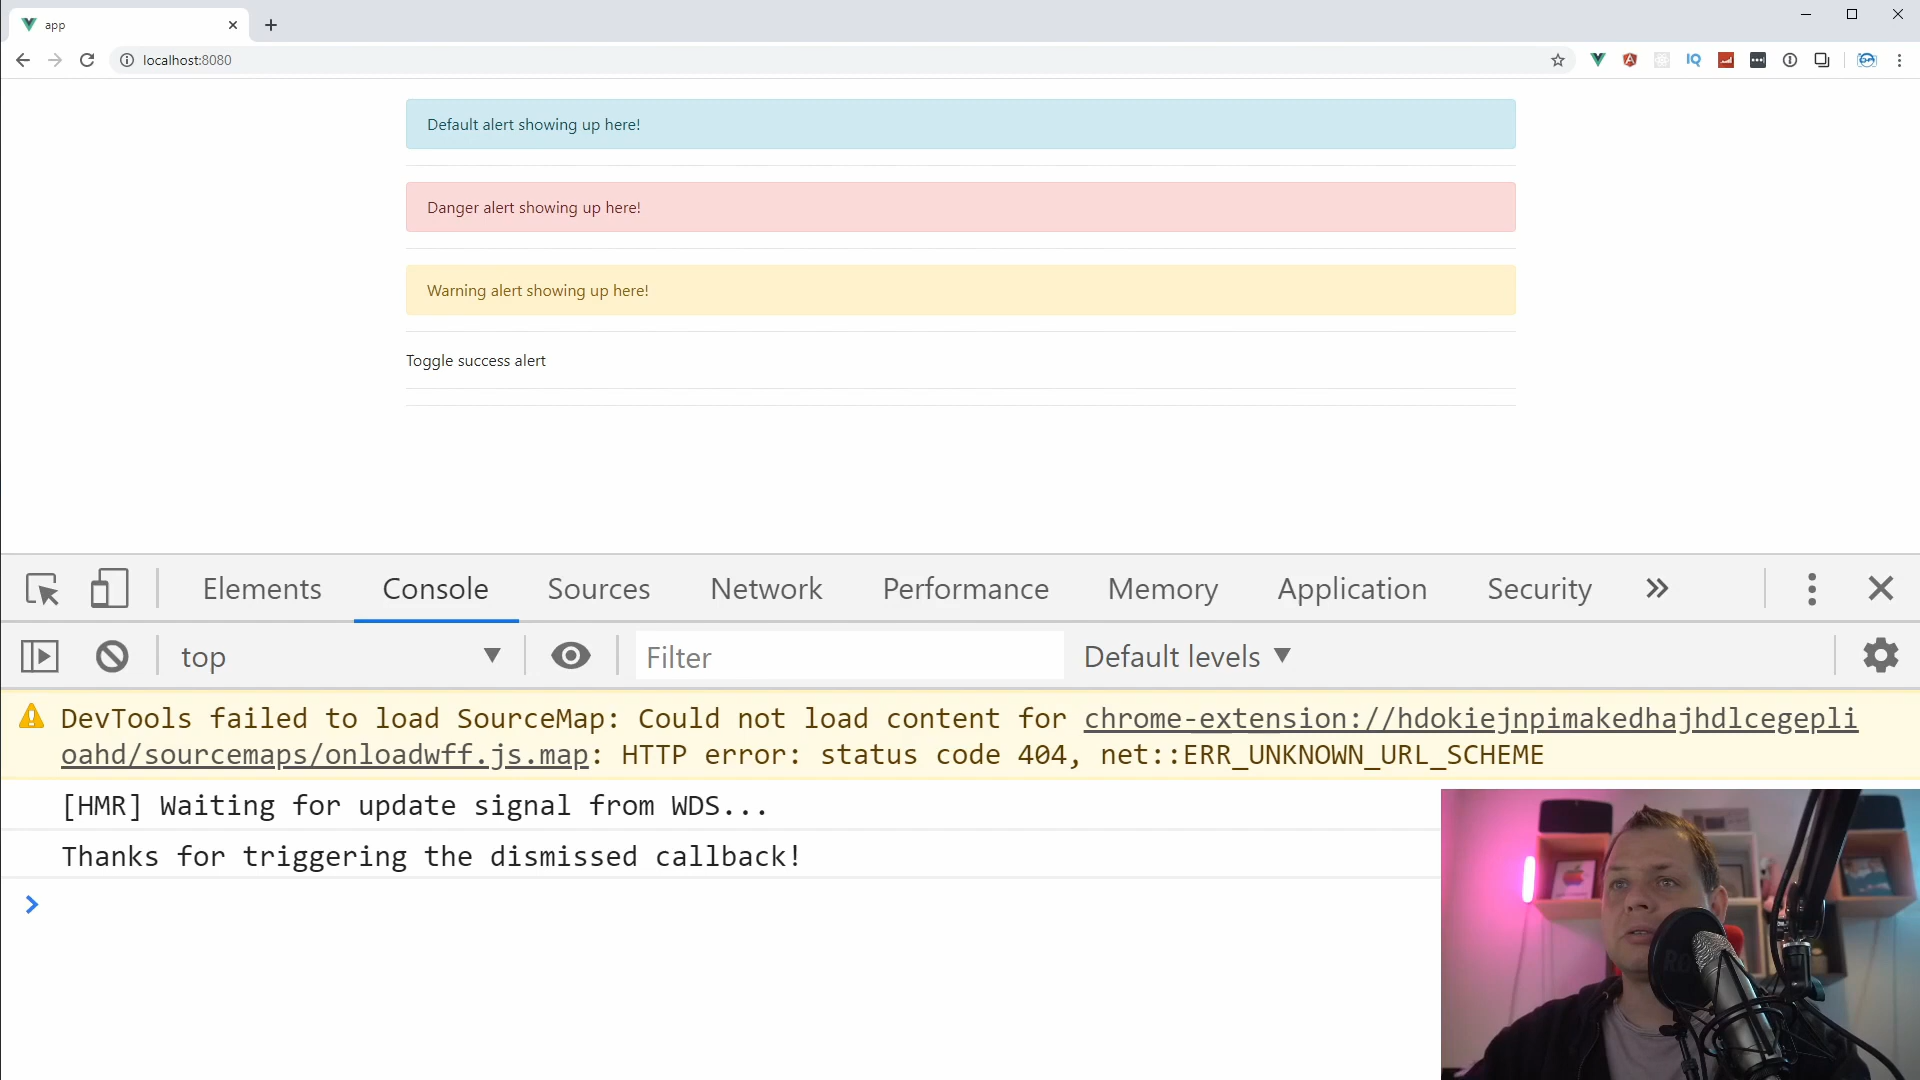 app
localhost:8080
IQ
Default alert showing up here!
Danger alert showing up here!
Warning alert showing up here!
Toggle success alert
Elements Console Sources Network Performance Memory Application Security
top Filter Default levels
DevTools failed to load SourceMap: Could not load content for chrome-extension://hdokiejnpimakedhajhdlcegepli
oahd/sourcemaps/onloadwff.js.map: HTTP error: status code 404, net::ERR_UNKNOWN_URL_SCHEME
[HMR] Waiting for update signal from WDS...
Thanks for triggering the dismissed callback!